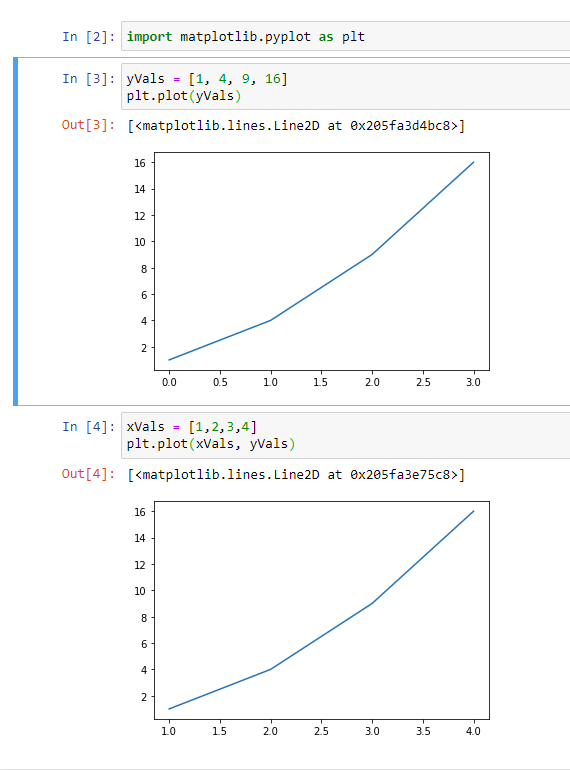 In [2]: import matplotlib.pyplot as plt
In [3]: yVals = [1, 4, 9, 16]
plt.plot(yVals)
Out[3]: [<matplotlib.lines.Line2D at 0x205fa3d4bc8>]
16
14
12
10
8
6
4
2
0.0 0.5 1.0 1.5 2.0 2.5 3.0
In [4]: xVals = [1,2,3,4]
plt.plot(xVals, yVals)
Out[4]: [<matplotlib.lines.Line2D at 0x205fa3e75c8>]
16
14
12
10
8
6
4
2
1.0 1.5 2.0 2.5 3.0 3.5 4.0